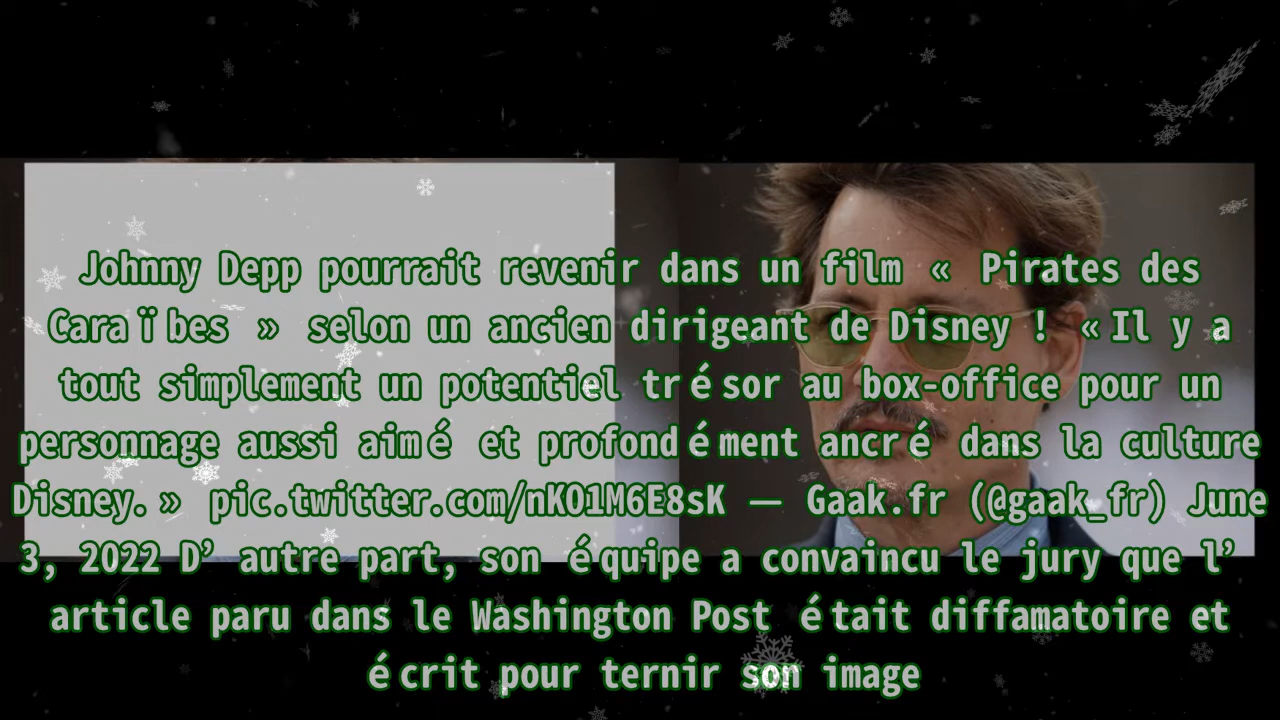 Johnny Depp pourrait revenir dans un film « Pirates des
Caraïbes » selon un ancien dirigeant de Disney ! «Il y a
tout simplement un potentiel trésor au box-office pour un
personnage aussi aimé et profondément ancré dans la culture
Disney.» pic.twitter.com/nKO1M6E8sK — Gaak.fr (@gaak_fr) June
3, 2022 D’ autre part, son équipe a convaincu le jury que l’
article paru dans le Washington Post était diffamatoire et
écrit pour ternir son image